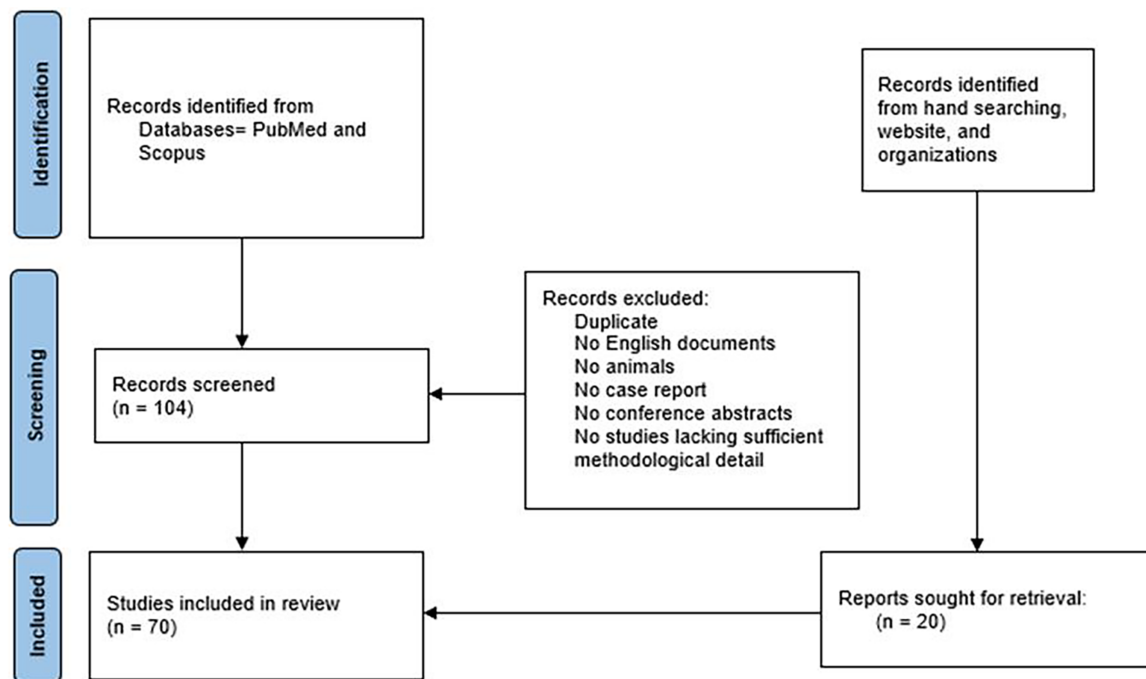 Identification
Records identified from
Databases= PubMed and
Scopus
Records identified
from hand searching,
website, and
organizations
Screening
Records screened
(n = 104)
Records excluded:
Duplicate
No English documents
No animals
No case report
No conference abstracts
No studies lacking sufficient
methodological detail
Included
Studies included in review
(n = 70)
Reports sought for retrieval:
(n = 20)